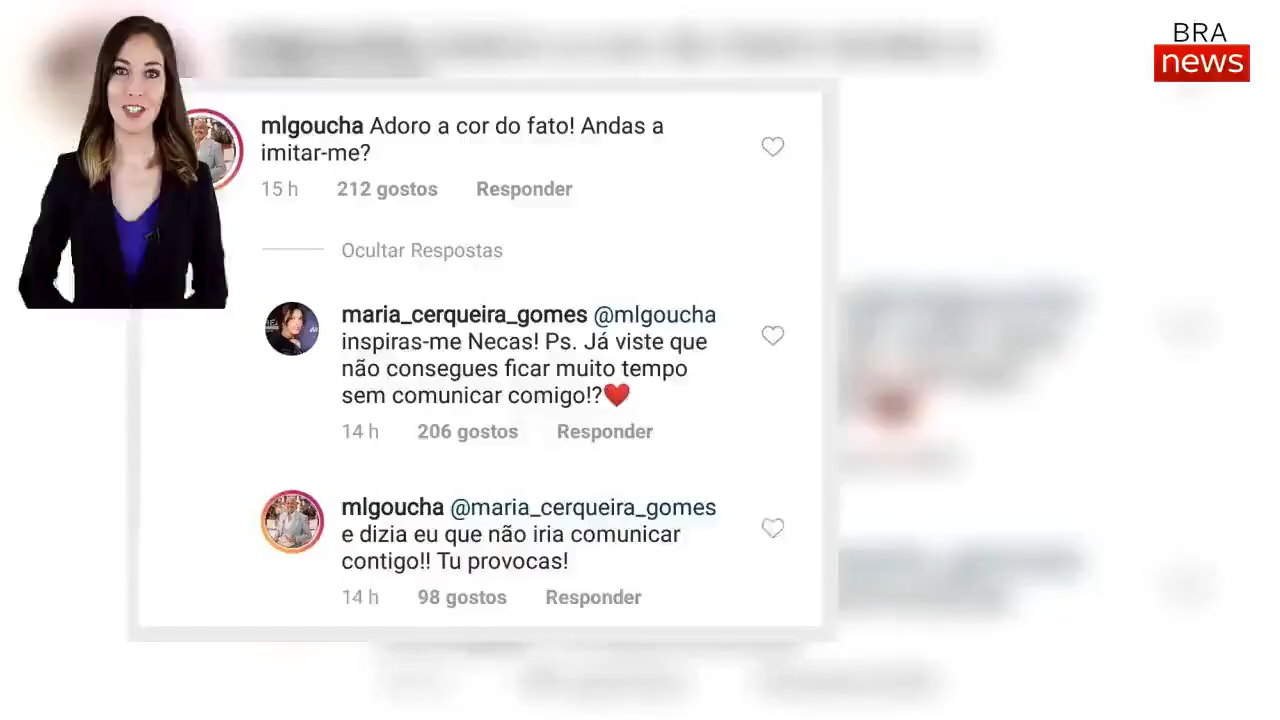 BRA
news
mlgoucha Adoro a cor do fato! Andas a
imitar-me?
15 h 212 gostos Responder
Ocultar Respostas
maria_cerqueira_gomes @mlgoucha
inspiras-me Necas! Ps. Já viste que
não consegues ficar muito tempo
sem comunicar comigo!?❤️
14 h 206 gostos Responder
mlgoucha @maria_cerqueira_gomes
e dizia eu que não iria comunicar
contigo!! Tu provocas!
14 h 98 gostos Responder